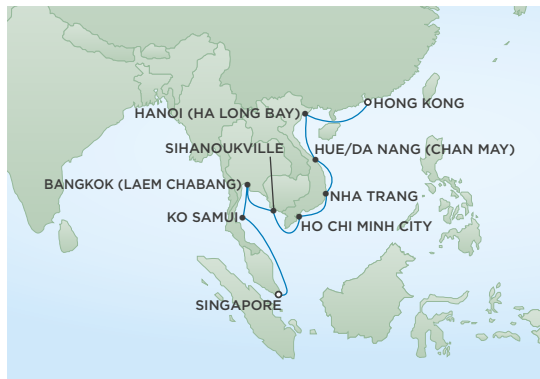 HONG KONG
HANOI (HA LONG BAY)
HUE/DA NANG (CHAN MAY)
SIHANOUKVILLE
BANGKOK (LAEM CHABANG)
NHA TRANG
KO SAMUI
HO CHI MINH CITY
SINGAPORE